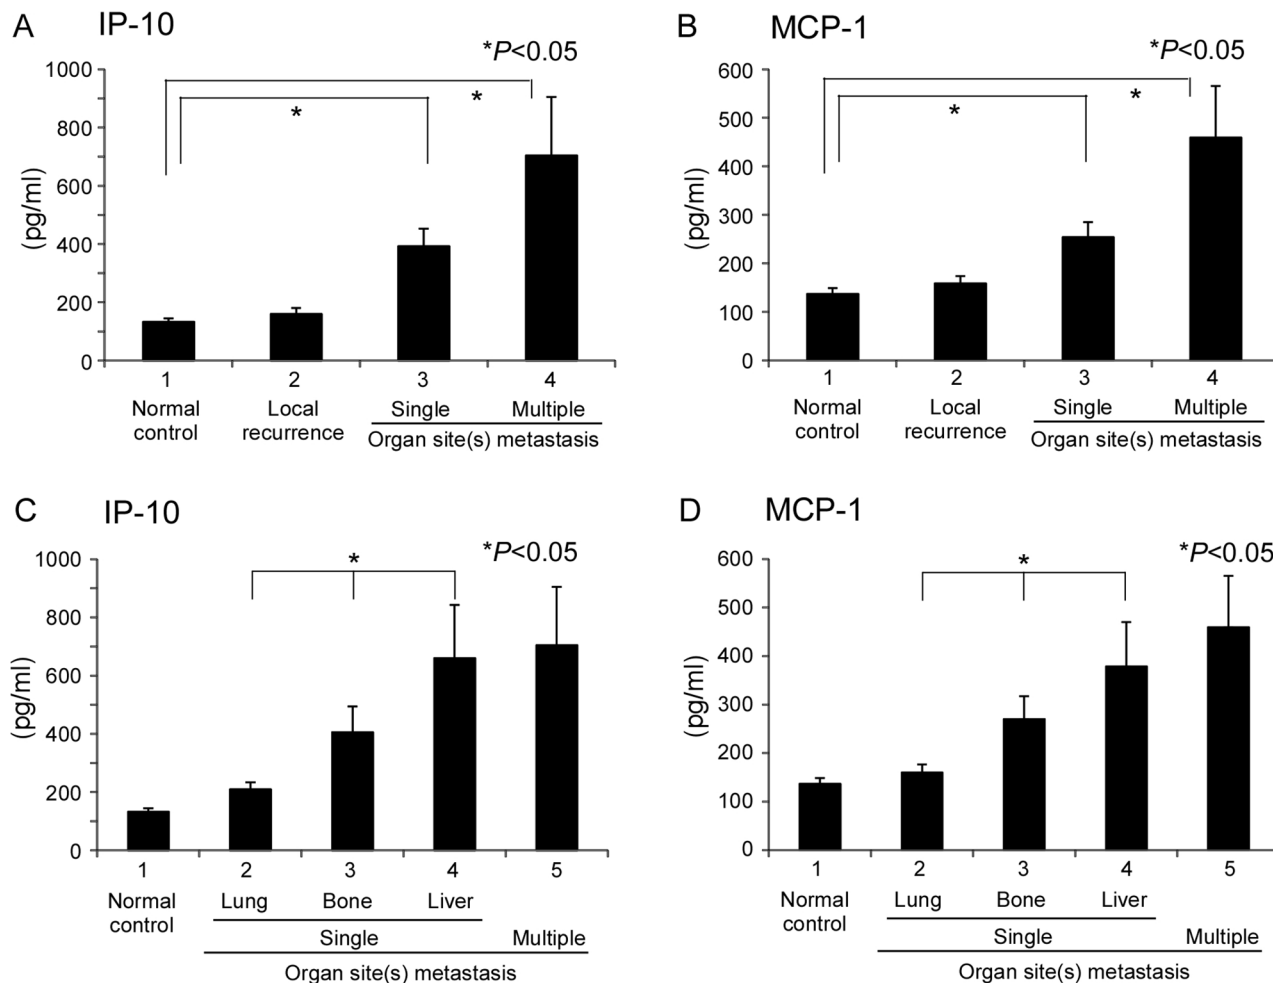 A IP-10
*P<0.05
1000
800
600
400
200
0
(pg/ml)
*
*
1 2 3 4
Normal control
Local recurrence
Single Multiple
Organ site(s) metastasis
B MCP-1
*P<0.05
600
500
400
300
200
100
0
(pg/ml)
*
*
1 2 3 4
Normal control
Local recurrence
Single Multiple
Organ site(s) metastasis
C IP-10
*P<0.05
1000
800
600
400
200
0
(pg/ml)
*
1 2 3 4 5
Normal control
Lung Bone Liver
Single Multiple
Organ site(s) metastasis
D MCP-1
*P<0.05
600
500
400
300
200
100
0
(pg/ml)
*
1 2 3 4 5
Normal control
Lung Bone Liver
Single Multiple
Organ site(s) metastasis